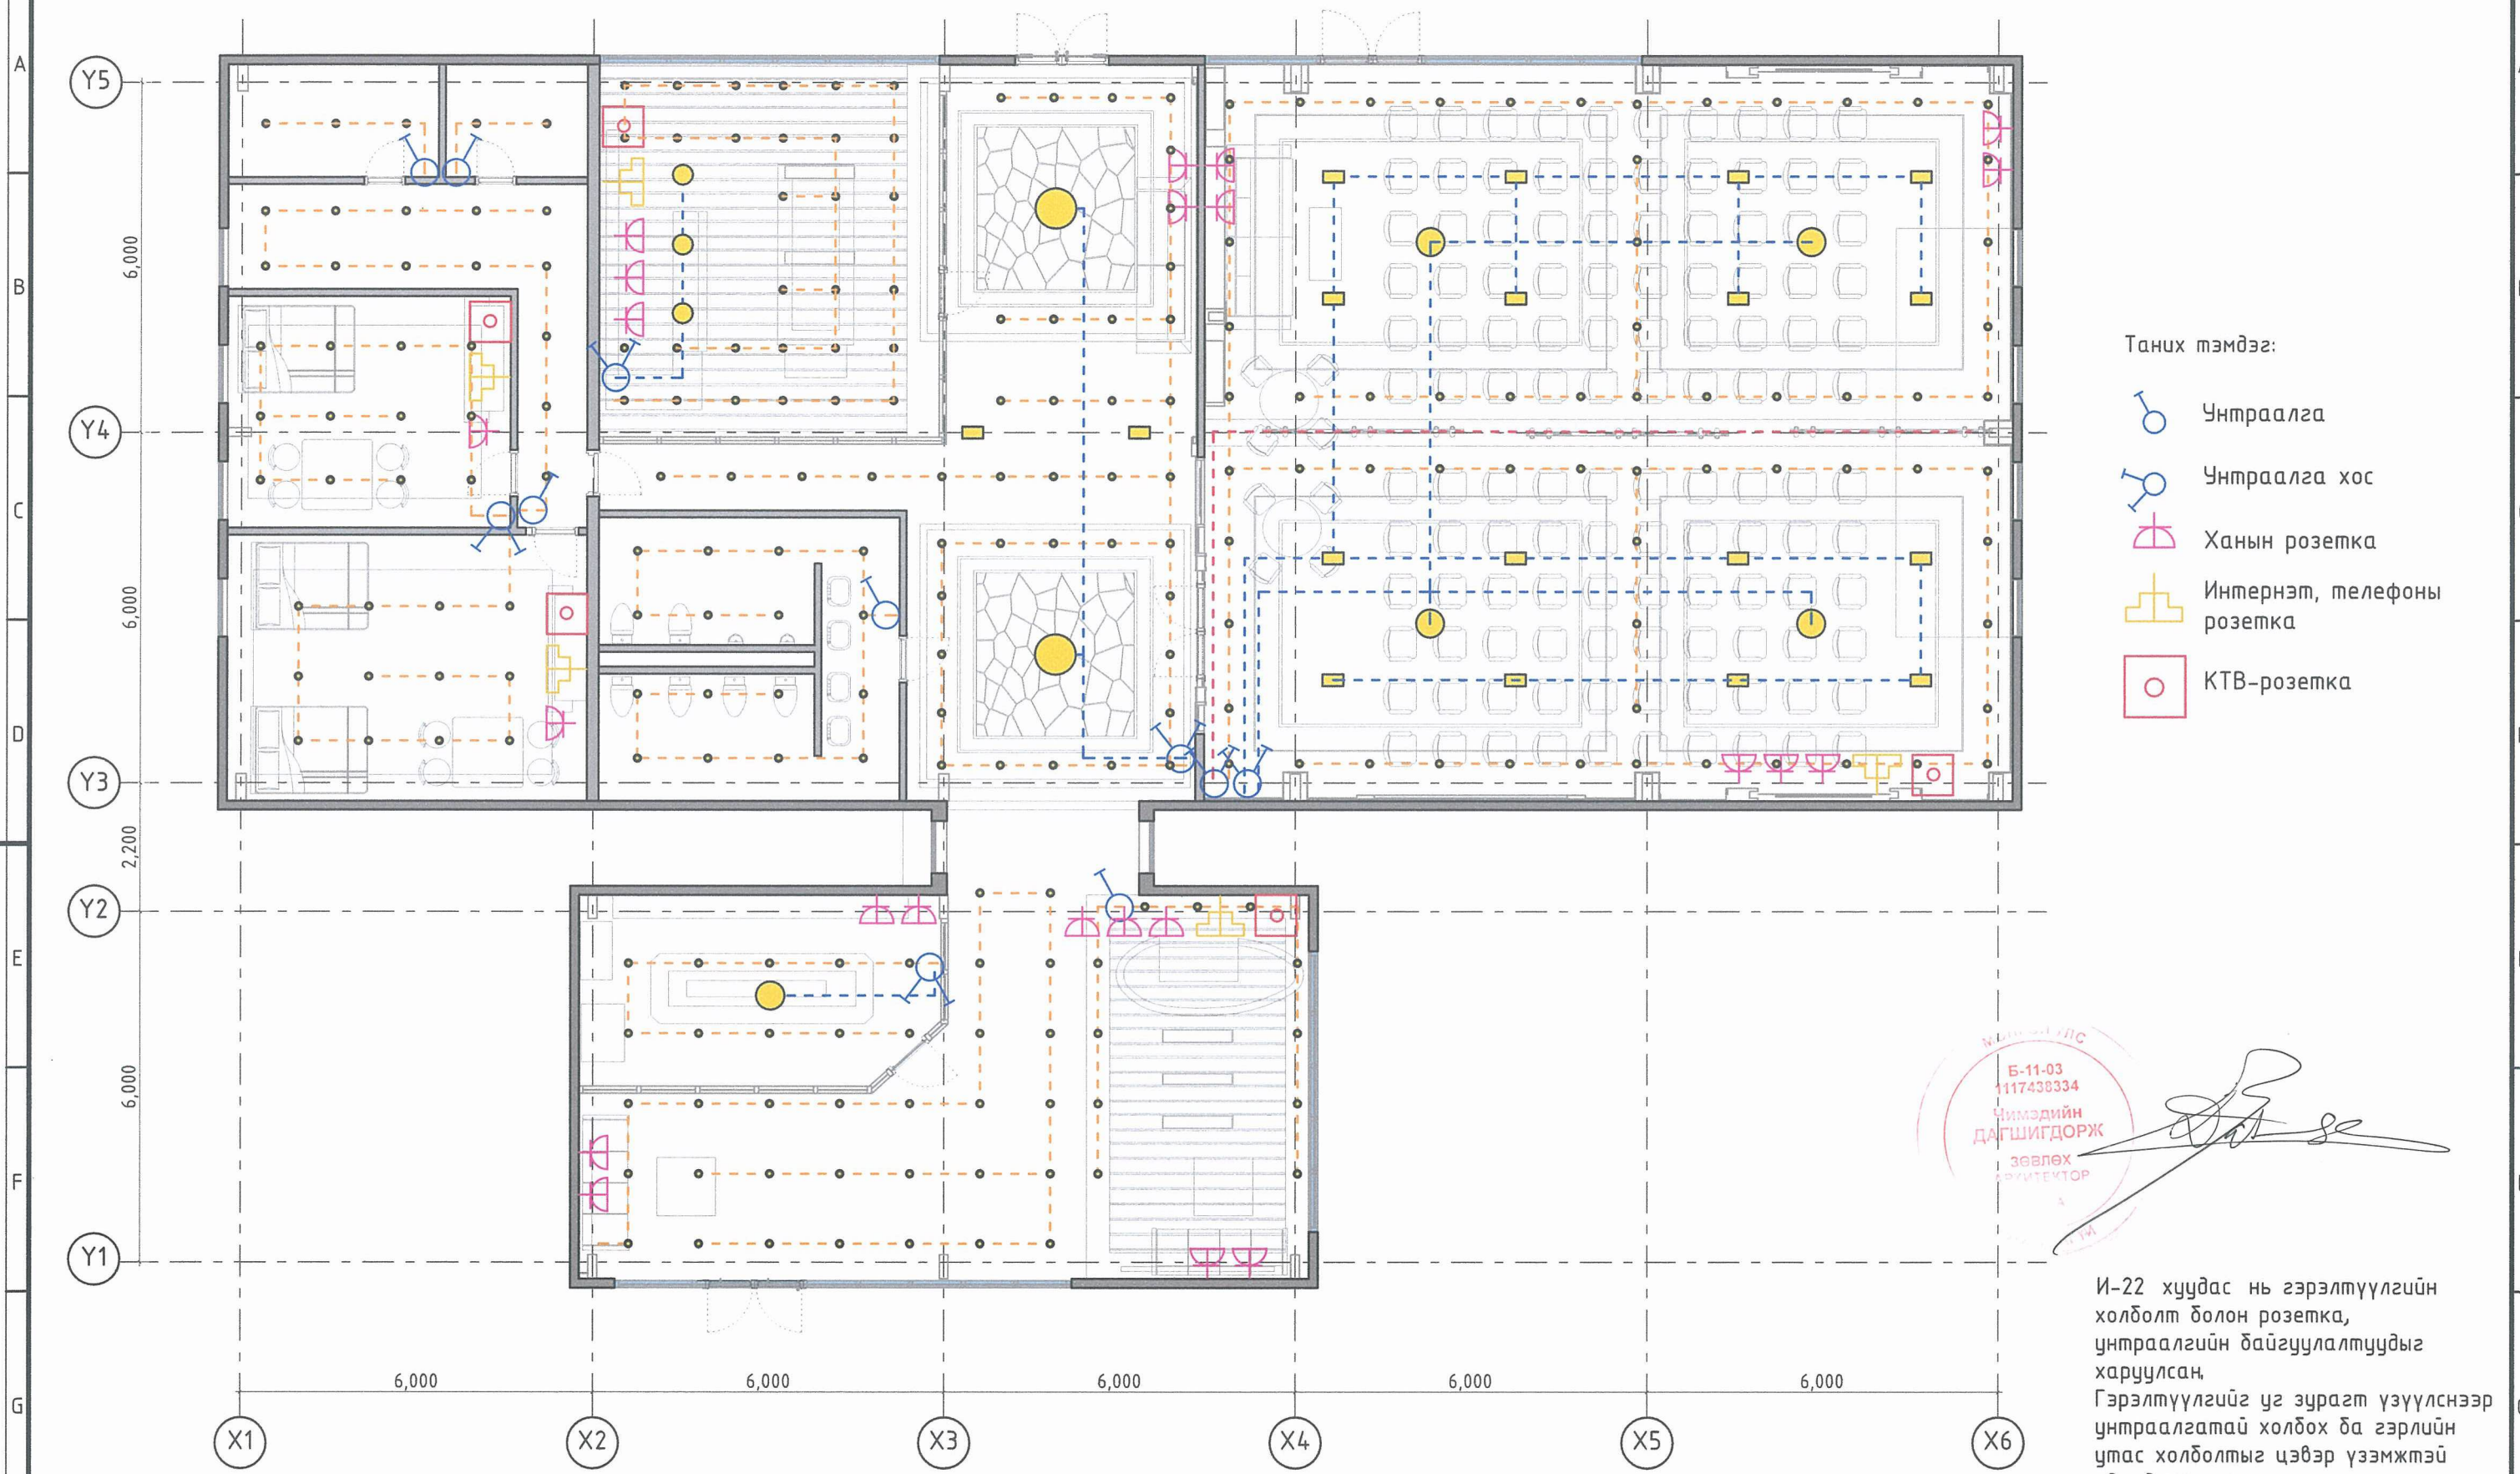 A
B
C
D
E
F
G
Y5
Y4
Y3
Y2
Y1
6,000
6,000
2,200
6,000
6,000
6,000
6,000
6,000
6,000
X1
X2
X3
X4
X5
X6
Таних тэмдэг:
Унтраалга
Унтраалга хос
Ханын розетка
Интернэт, телефоны
розетка
КТВ-розетка
Б-11-03
1117438334
Чимэдийн
ДАГШИГДОРЖ
ЗӨВЛӨХ
АРХИТЕКТОР
И-22 хуудас нь гэрэлтүүлгийн
холболт болон розетка,
унтраалгийн байгуулалтуудыг
харуулсан.
Гэрэлтүүлгийг уг зурагт үзүүлснээр
унтраалгатай холбох ба гэрлийн
утас холболтыг цэвэр үзэмжтэй